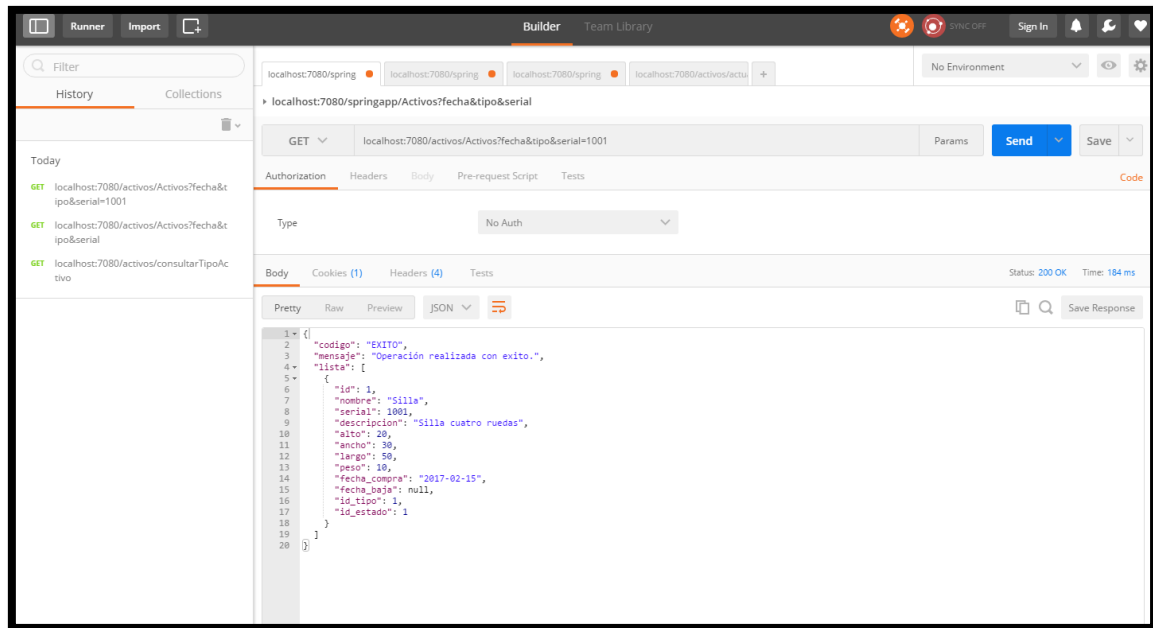 Runner Import Builder Team Library SYNC OFF Sign In
Filter
History Collections
Today
GET localhost:7080/activos/Activos?fecha&t
ipo&serial=1001
GET localhost:7080/activos/Activos?fecha&t
ipo&serial
GET localhost:7080/activos/consultarTipoAc
tivo
localhost:7080/spring localhost:7080/spring localhost:7080/spring localhost:7080/activos/actu +
No Environment
localhost:7080/springapp/Activos?fecha&tipo&serial
GET localhost:7080/activos/Activos?fecha&tipo&serial=1001 Params Send Save
Authorization Headers Body Pre-request Script Tests Code
Type No Auth
Body Cookies (1) Headers (4) Tests Status: 200 OK Time: 184 ms
Pretty Raw Preview JSON Save Response
1 {
2 "codigo": "EXITO",
3 "mensaje": "Operación realizada con exito.",
4 "lista": [
5 {
6 "id": 1,
7 "nombre": "Silla",
8 "serial": 1001,
9 "descripcion": "Silla cuatro ruedas",
10 "alto": 20,
11 "ancho": 30,
12 "largo": 50,
13 "peso": 10,
14 "fecha_compra": "2017-02-15",
15 "fecha_baja": null,
16 "id_tipo": 1,
17 "id_estado": 1
18 }
19 ]
20 }